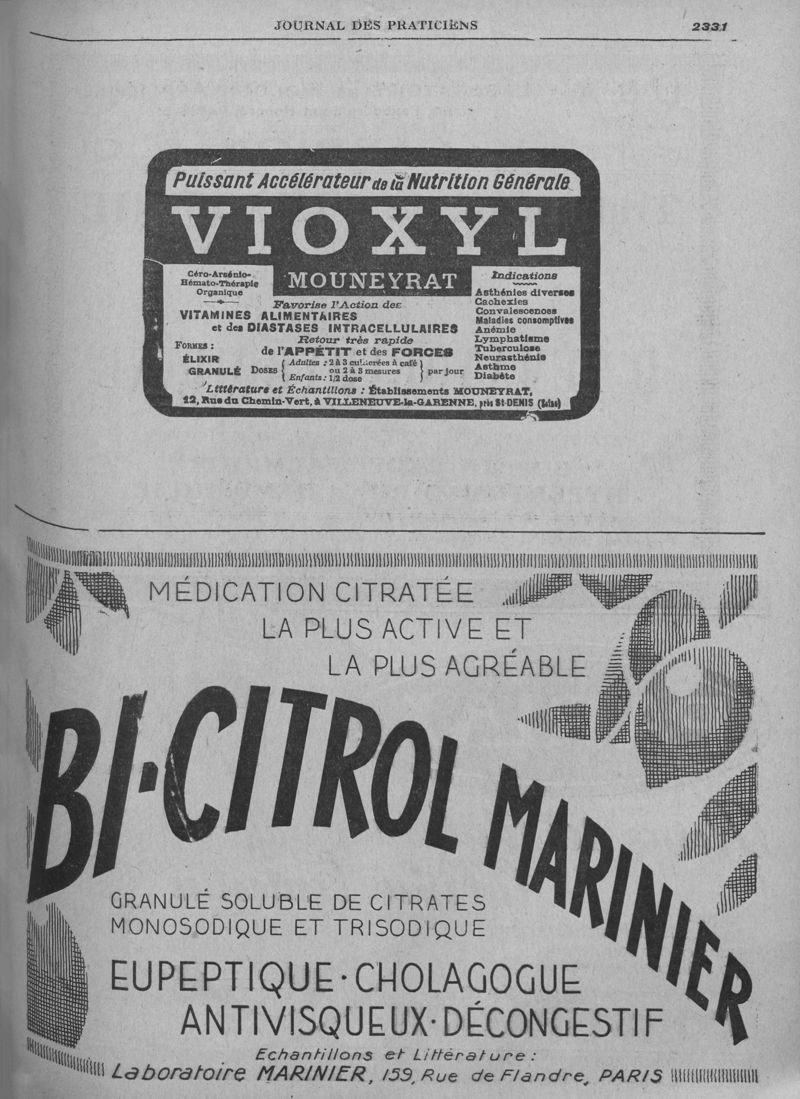 JOURNAL DES PRATICIENS
2331
Puissant Accélérateur de la Nutrition Générale
VIOXYL
MOUNEYRAT
Céro-Arsénio-
Hémato-Thérapie
Organique
Favorise l'Action des
VITAMINES ALIMENTAIRES
et des DIASTASES INTRACELLULAIRES
Retour très rapide
de l'APPÉTIT et des FORCES
FORMES :
ÉLIXIR
GRANULÉ
DOSES
Adultes : 2 à 3 cuillerées à café
ou 2 à 3 mesures
Enfants : 1/2 dose
par jour
Indications
Asthénies diverses
Cachexies
Convalescences
Maladies consomptives
Anémie
Lymphatisme
Tuberculose
Neurasthénie
Asthme
Diabète
Littérature et Échantillons : Établissements MOUNEYRAT,
12, Rue du Chemin-Vert, à VILLENEUVE-la-GARENNE, près St-DENIS (Seine)
MÉDICATION CITRATÉE
LA PLUS ACTIVE ET
LA PLUS AGRÉABLE
BI-CITROL MARINIER
GRANULÉ SOLUBLE DE CITRATES
MONOSODIQUE ET TRISODIQUE
EUPEPTIQUE · CHOLAGOGUE
ANTIVISQUEUX · DÉCONGESTIF
Echantillons et Littérature :
Laboratoire MARINIER, 159, Rue de Flandre, PARIS